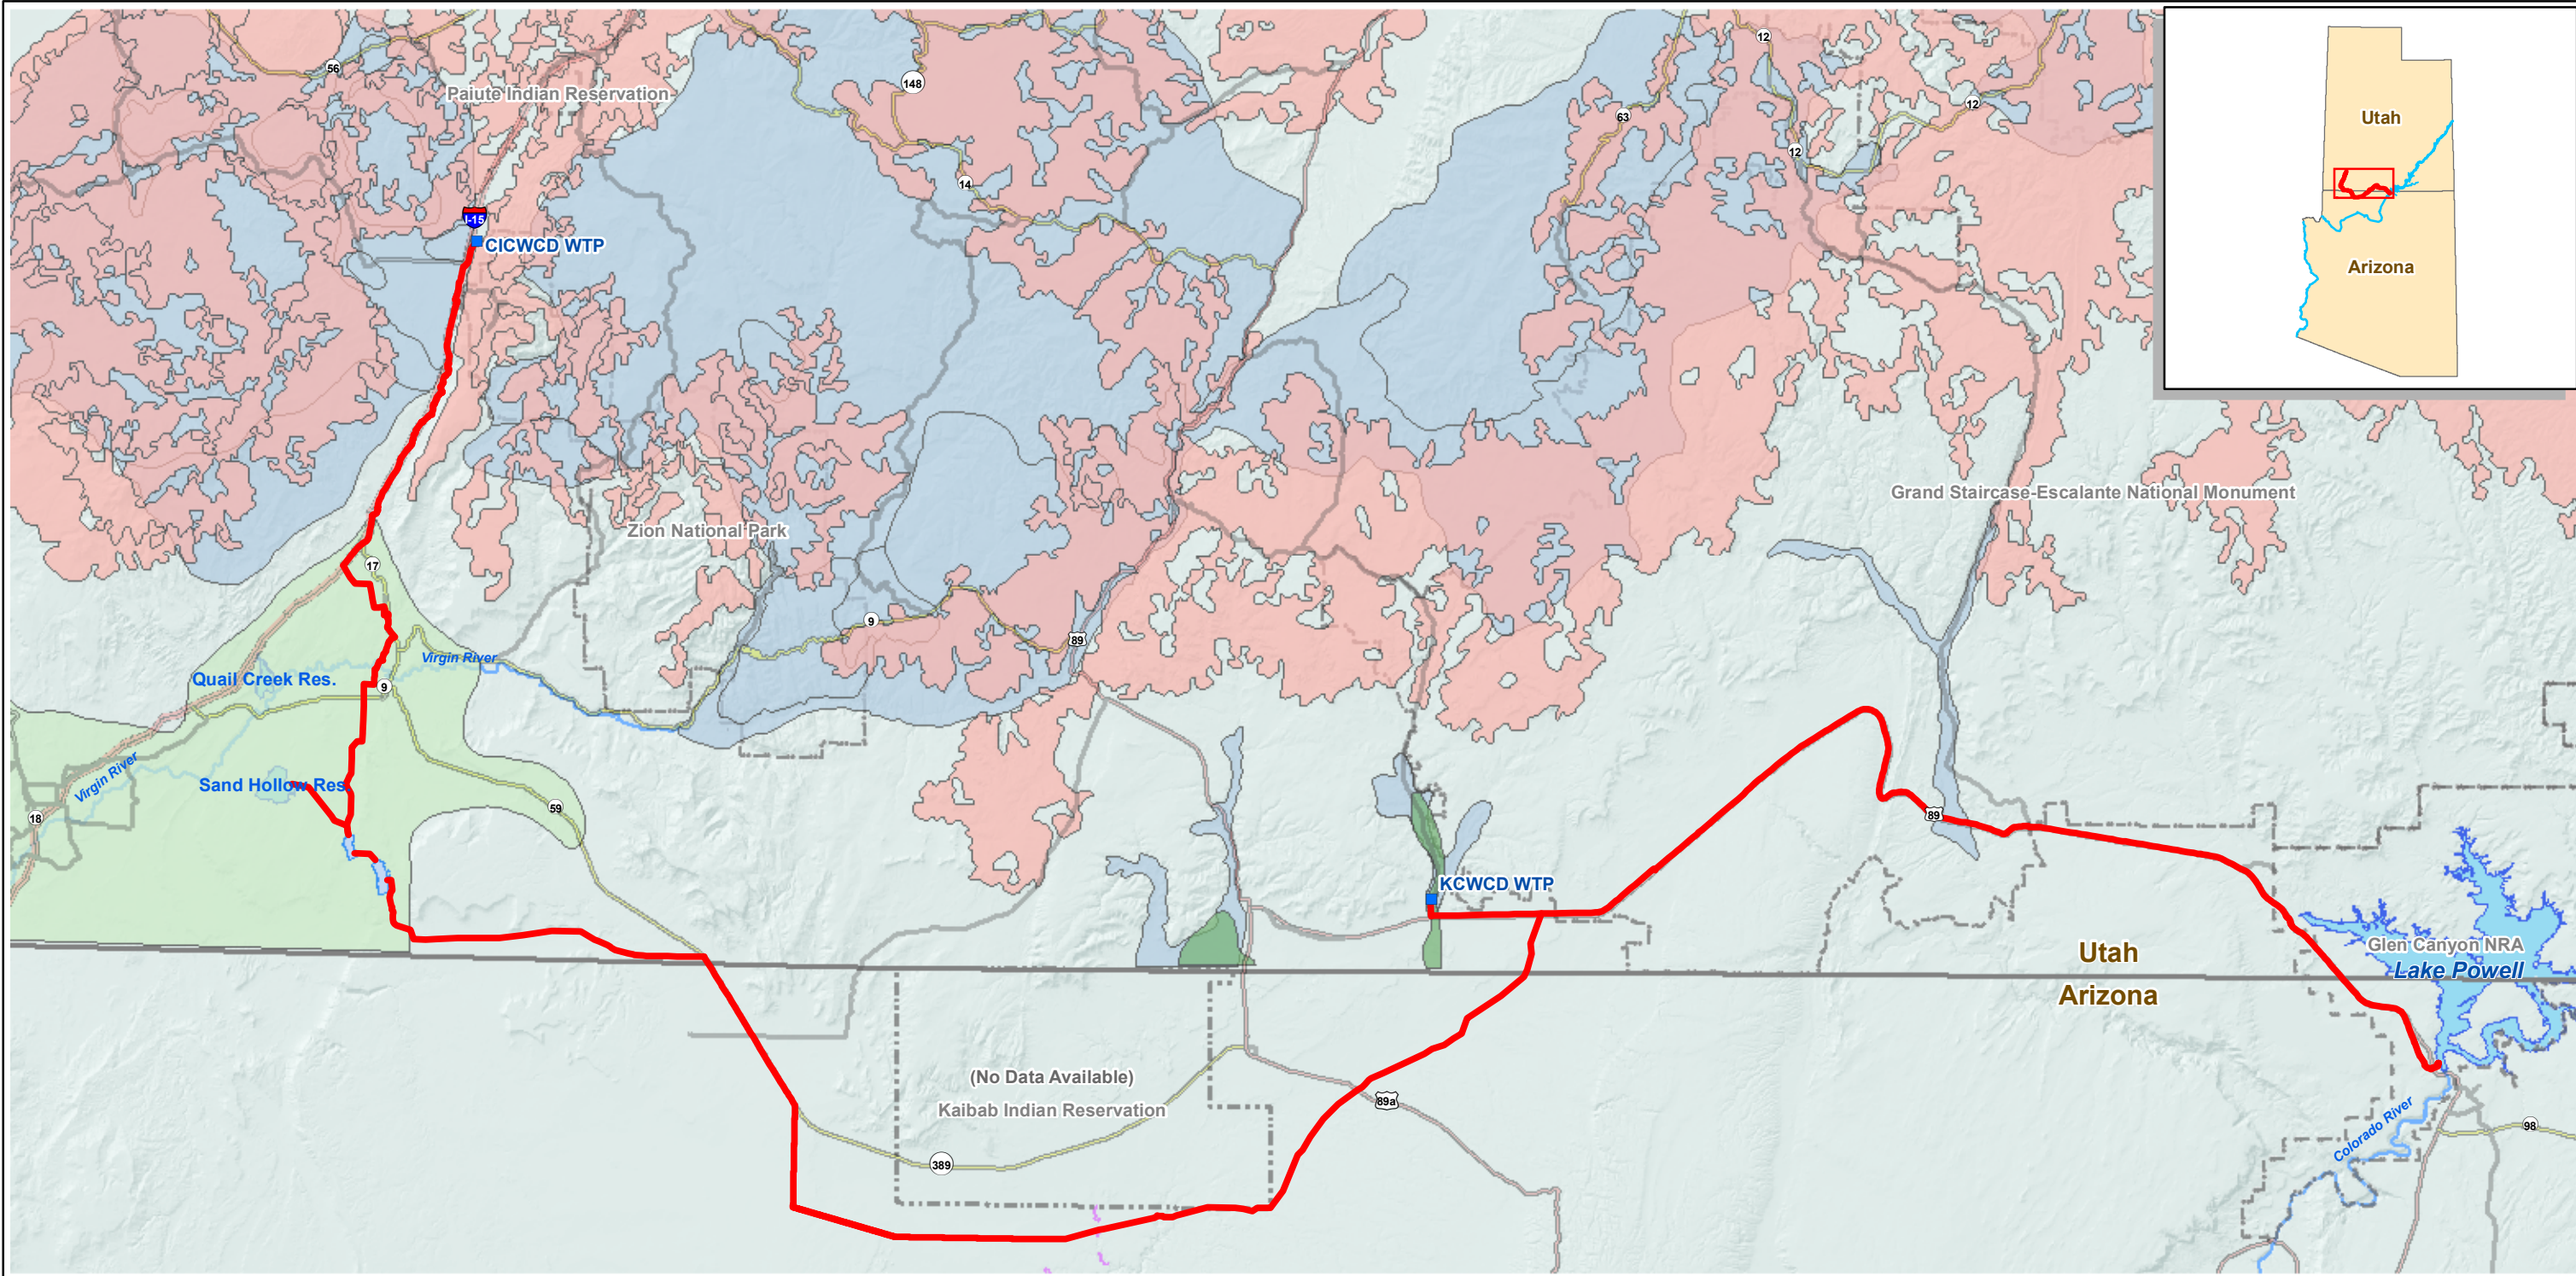 56
Paiute Indian Reservation
148
12
63
12
12
14
I-15
CICWCD WTP
Utah
Arizona
Grand Staircase-Escalante National Monument
Zion National Park
17
9
89
Virgin River
Quail Creek Res.
9
Virgin River
Sand Hollow Res.
59
18
89
KCWCD WTP
Glen Canyon NRA
Lake Powell
Utah
Arizona
(No Data Available)
Kaibab Indian Reservation
89a
389
Colorado River
98